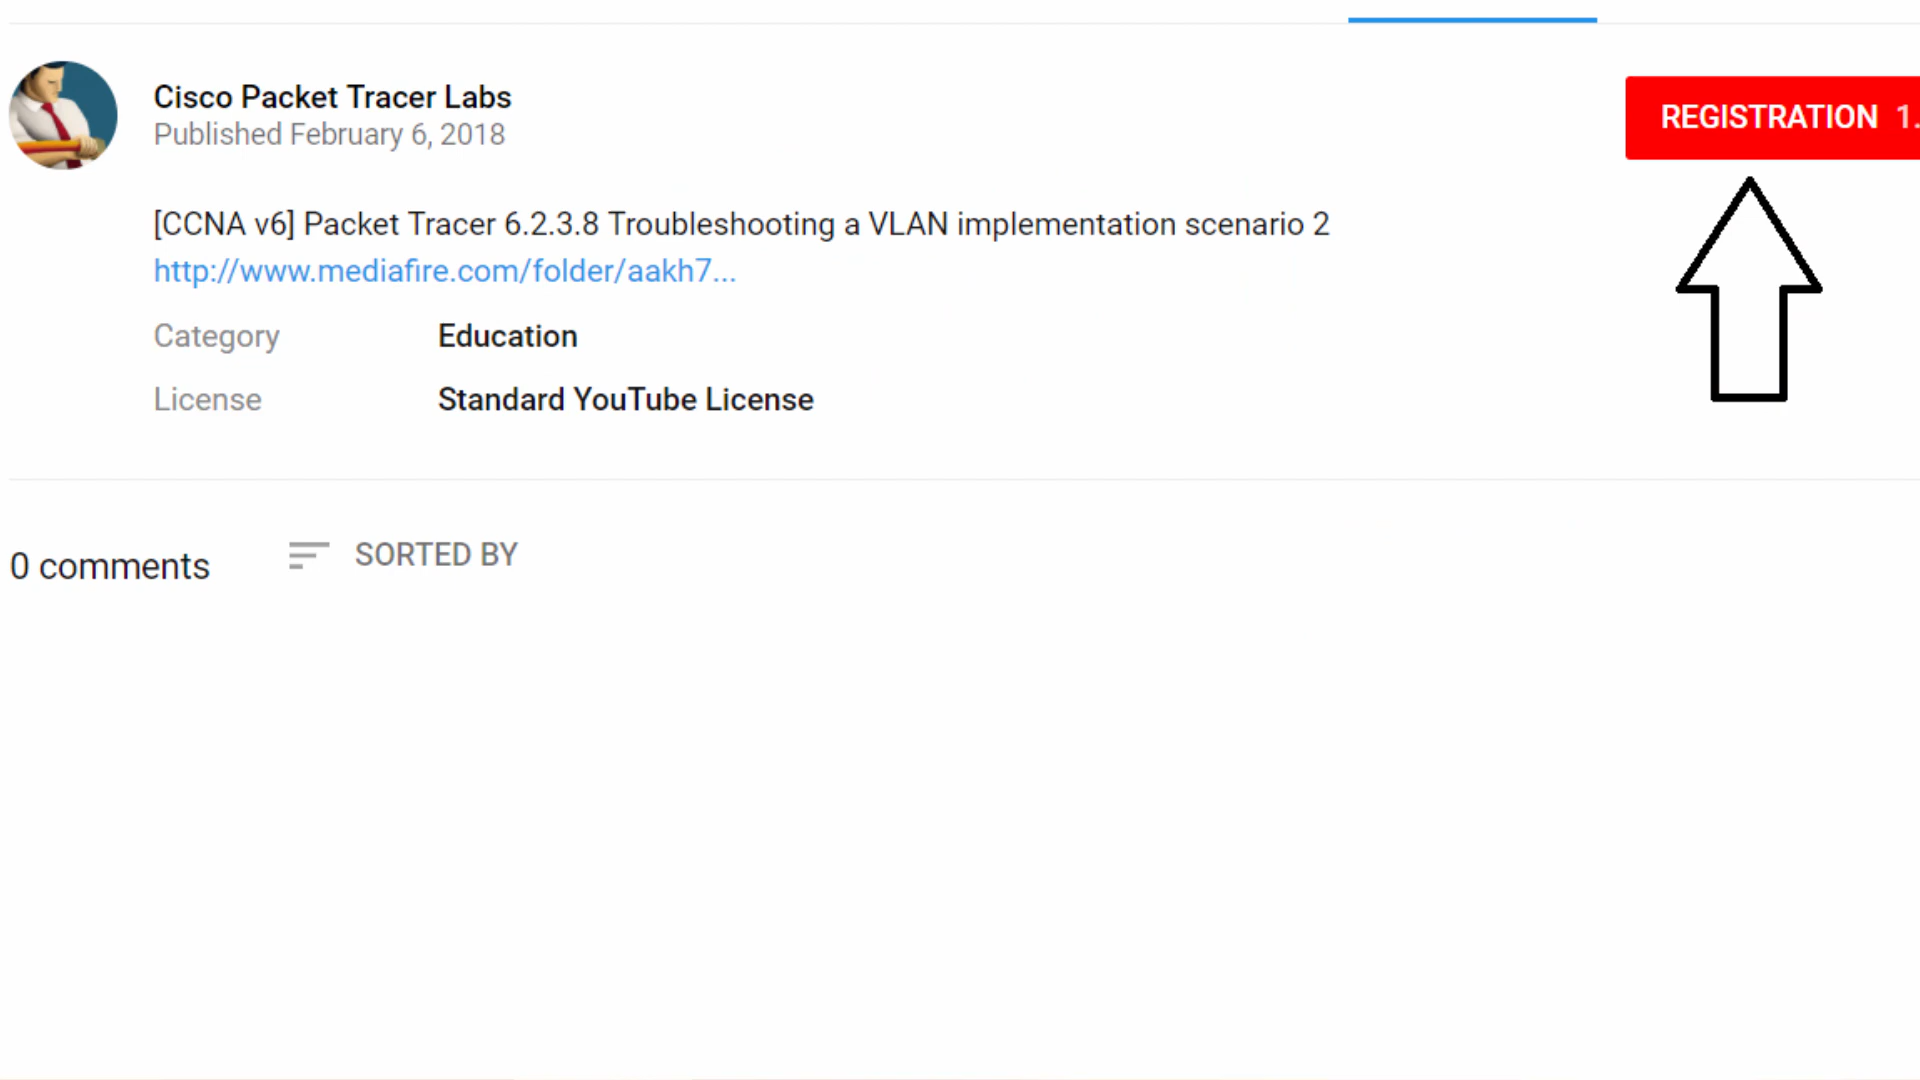 Cisco Packet Tracer Labs
Published February 6, 2018
REGISTRATION 1.
[CCNA v6] Packet Tracer 6.2.3.8 Troubleshooting a VLAN implementation scenario 2
http://www.mediafire.com/folder/aakh7...
Category Education
License Standard YouTube License
0 comments SORTED BY